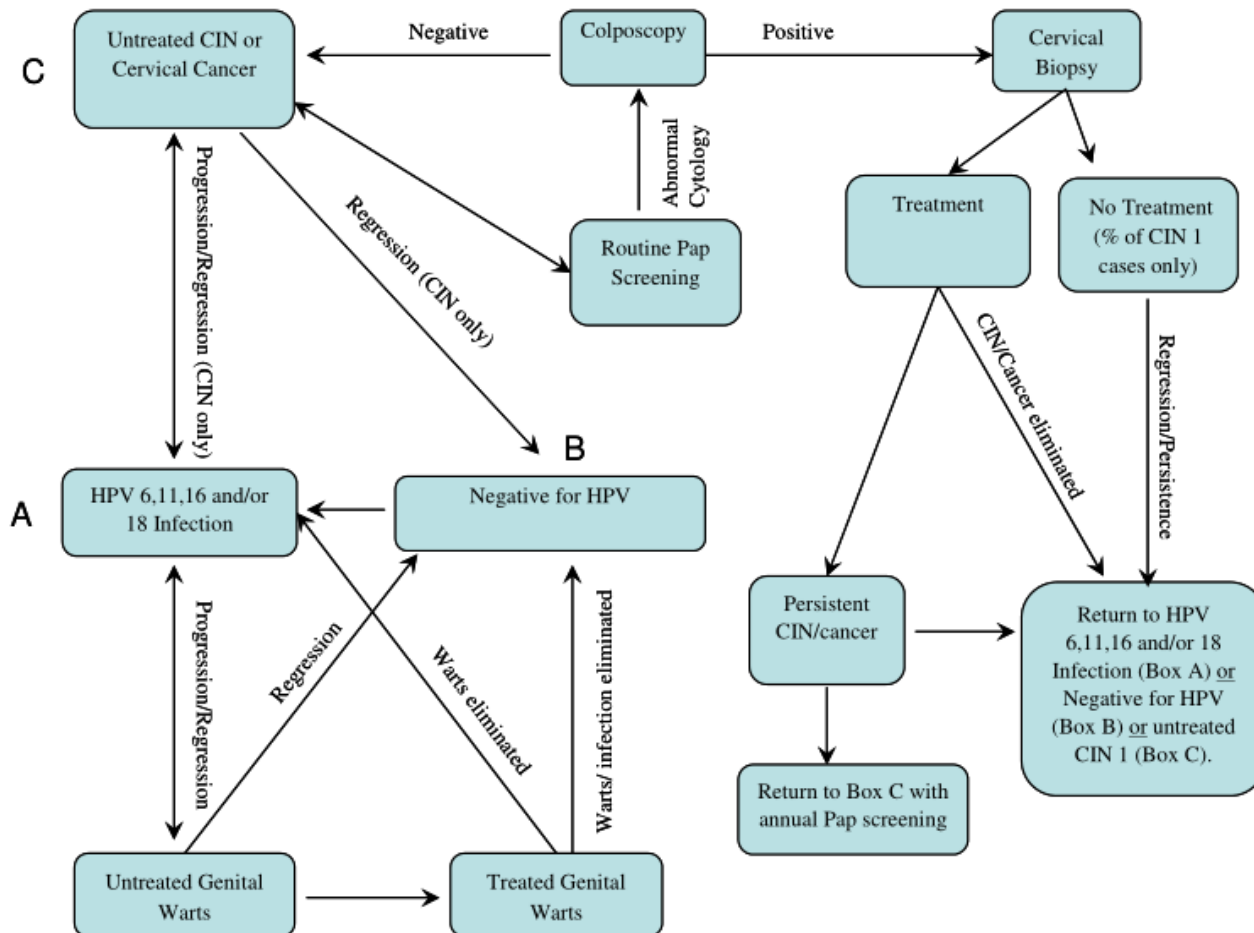 Untreated CIN or
Cervical Cancer
Negative
Colposcopy
Positive
Cervical
Biopsy
C
Abnormal
Cytology
Progression/Regression (CIN only)
Regression (CIN only)
Routine Pap
Screening
Treatment
No Treatment
(% of CIN 1
cases only)
CIN/Cancer eliminated
Regression/Persistence
A
HPV 6,11,16 and/or
18 Infection
B
Negative for HPV
Progression/Regression
Regression
Warts eliminated
Warts/ infection eliminated
Persistent
CIN/cancer
Return to HPV
6,11,16 and/or 18
Infection (Box A) or
Negative for HPV
(Box B) or untreated
CIN 1 (Box C).
Return to Box C with
annual Pap screening
Untreated Genital
Warts
Treated Genital
Warts